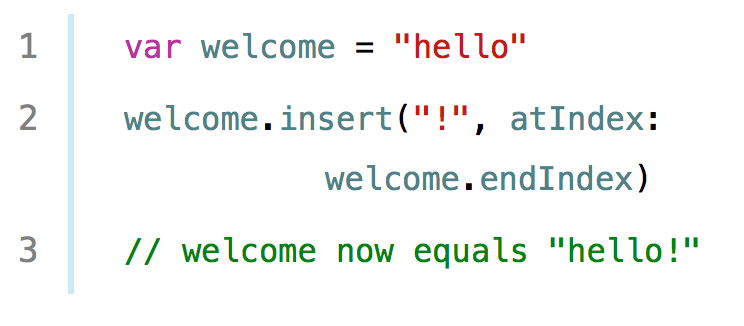 1 var welcome = "hello"
2 welcome.insert("!", atIndex:
welcome.endIndex)
3 // welcome now equals "hello!"